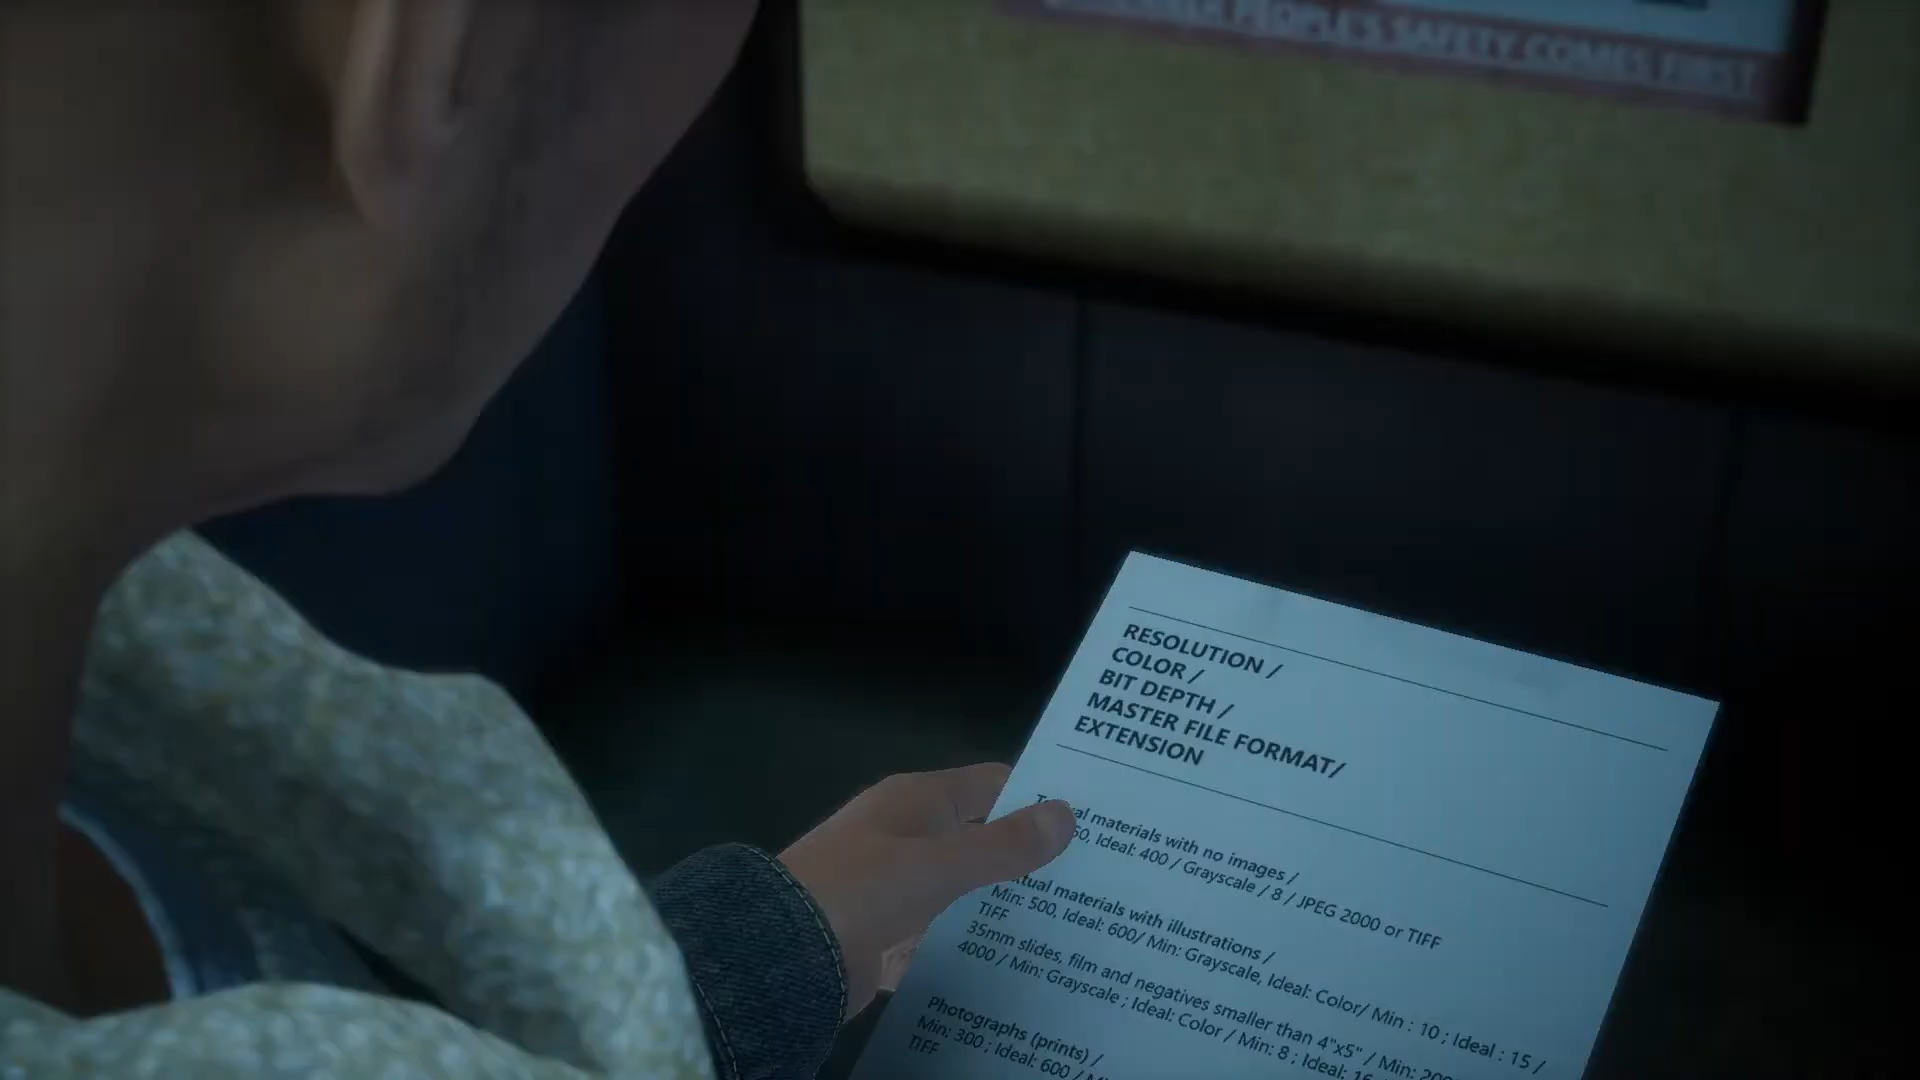 PEOPLE'S SAFETY COMES FIRST
RESOLUTION /
COLOR /
BIT DEPTH /
MASTER FILE FORMAT/
EXTENSION
materials with no images /
Ideal: 400 / Grayscale / 8 / JPEG 2000 or TIFF
materials with illustrations /
Min: 500, Ideal: 600/ Min: Grayscale, Ideal: Color/ Min : 10 ; Ideal : 15 /
TIFF
35mm slides, film and negatives smaller than 4"x5" / Min:
4000 / Min: Grayscale ; Ideal: Color / Min: 8 ; Ideal:
Photographs (prints) /
Min: 300 ; Ideal: 600 /
TIFF